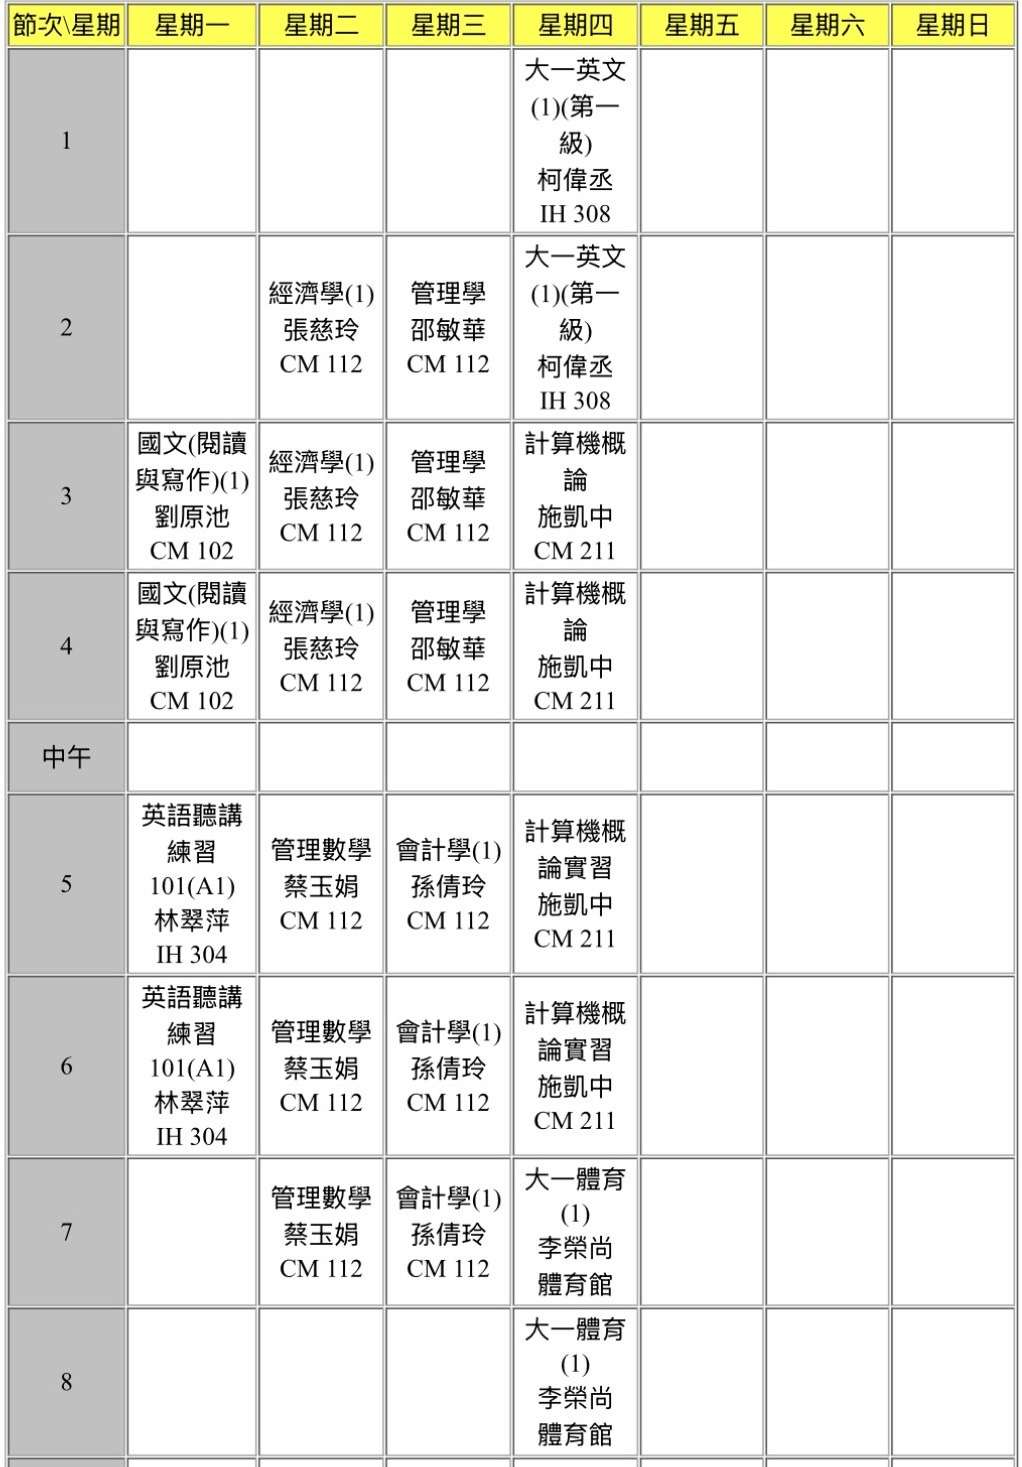 節次\星期 星期一 星期二 星期三 星期四 星期五 星期六 星期日
1
大一英文
(1)(第一
級)
柯偉丞
IH 308
2
經濟學(1)
張慈玲
CM 112
管理學
邵敏華
CM 112
大一英文
(1)(第一
級)
柯偉丞
IH 308
3
國文(閱讀
與寫作)(1)
劉原池
CM 102
經濟學(1)
張慈玲
CM 112
管理學
邵敏華
CM 112
計算機概
論
施凱中
CM 211
4
國文(閱讀
與寫作)(1)
劉原池
CM 102
經濟學(1)
張慈玲
CM 112
管理學
邵敏華
CM 112
計算機概
論
施凱中
CM 211
中午
5
英語聽講
練習
101(A1)
林翠萍
IH 304
管理數學
蔡玉娟
CM 112
會計學(1)
孫倩玲
CM 112
計算機概
論實習
施凱中
CM 211
6
英語聽講
練習
101(A1)
林翠萍
IH 304
管理數學
蔡玉娟
CM 112
會計學(1)
孫倩玲
CM 112
計算機概
論實習
施凱中
CM 211
7
管理數學
蔡玉娟
CM 112
會計學(1)
孫倩玲
CM 112
大一體育
(1)
李榮尚
體育館
8
大一體育
(1)
李榮尚
體育館